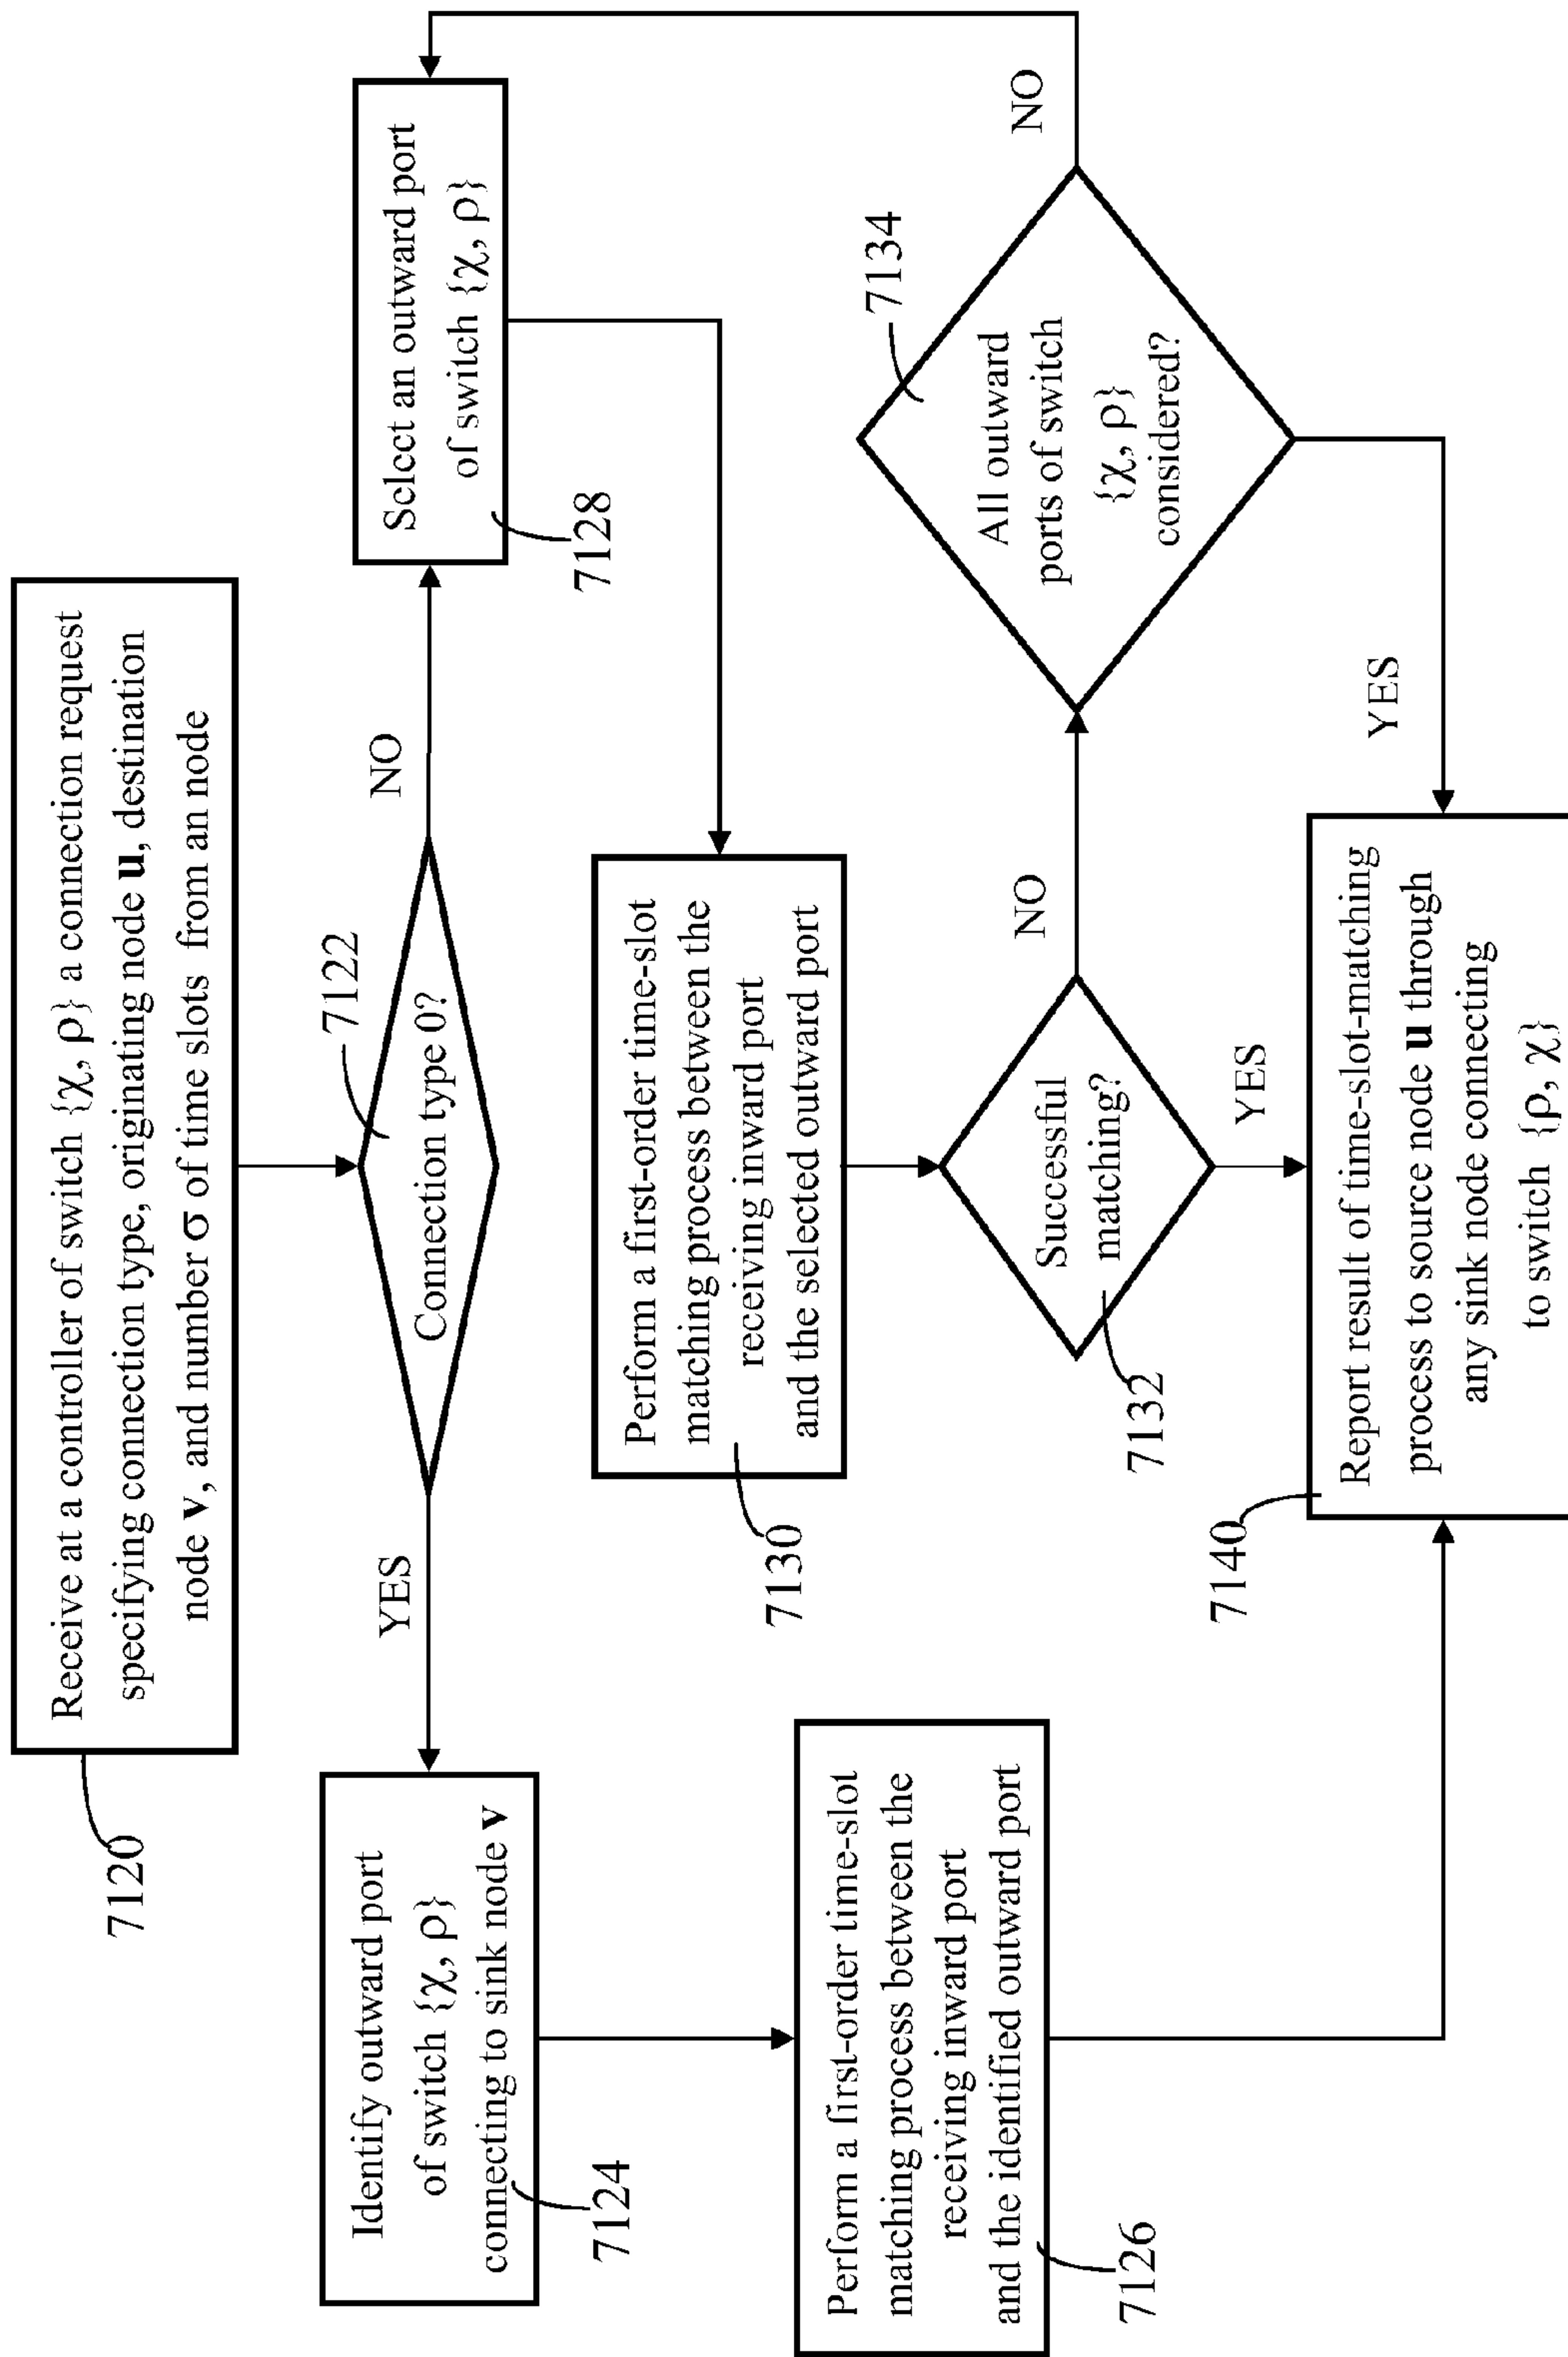 Receive at a controller of switch {χ, ρ} a connection request
specifying connection type, originating node u, destination
node v, and number σ of time slots from an node
7120
Connection type 0?
7122
YES
NO
Identify outward port
of switch {χ, ρ}
connecting to sink node v
7124
Select an outward port
of switch {χ, ρ}
7128
Perform a first-order time-slot
matching process between the
receiving inward port
and the identified outward port
7126
Perform a first-order time-slot
matching process between the
receiving inward port
and the selected outward port
7130
Successful
matching?
7132
NO
YES
All outward
ports of switch
{χ, ρ}
considered?
7134
NO
YES
Report result of time-slot-matching
process to source node u through
any sink node connecting
to switch {ρ, χ}
7140